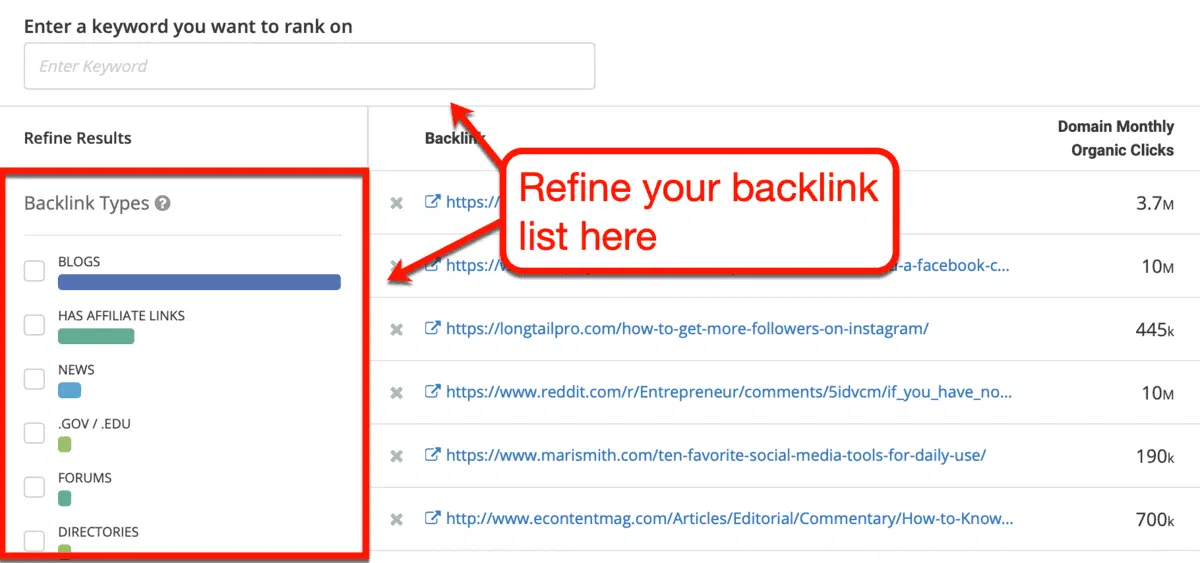 Enter a keyword you want to rank on
Enter Keyword
Refine Results
Backlink
Domain Monthly
Organic Clicks
Backlink Types
BLOGS
HAS AFFILIATE LINKS
NEWS
.GOV / .EDU
FORUMS
DIRECTORIES
Refine your backlink
list here
https://
3.7M
https://
-a-facebook-c...
10M
https://longtailpro.com/how-to-get-more-followers-on-instagram/
445k
https://www.reddit.com/r/Entrepreneur/comments/5idvcm/if_you_have_no...
10M
https://www.marismith.com/ten-favorite-social-media-tools-for-daily-use/
190k
http://www.econtentmag.com/Articles/Editorial/Commentary/How-to-Know...
700k